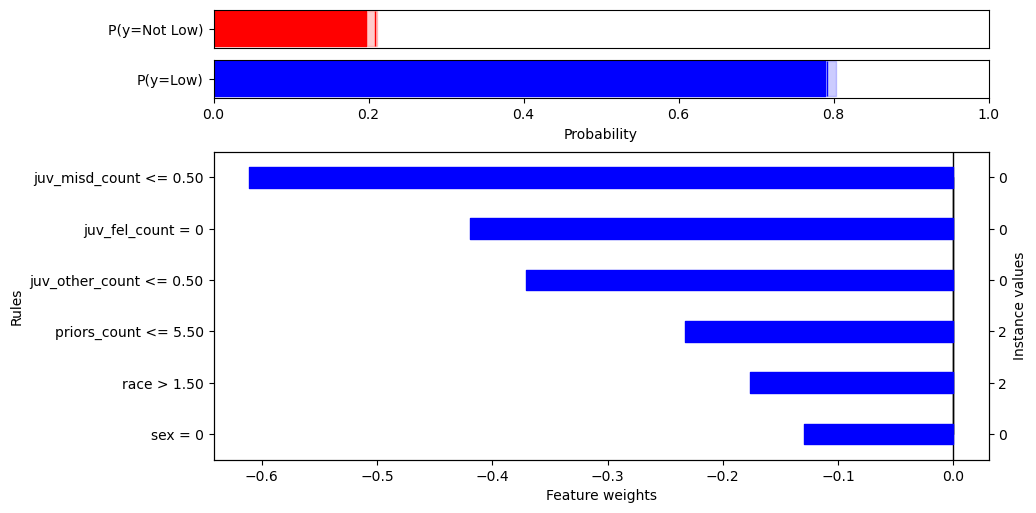 P(y=Not Low)
P(y=Low)
0.0 0.2 0.4 0.6 0.8 1.0
Probability
juv_misd_count <= 0.50 0
juv_fel_count = 0 0
juv_other_count <= 0.50 0
priors_count <= 5.50 2
race > 1.50 2
sex = 0 0
Rules
Instance values
−0.6 −0.5 −0.4 −0.3 −0.2 −0.1 0.0
Feature weights